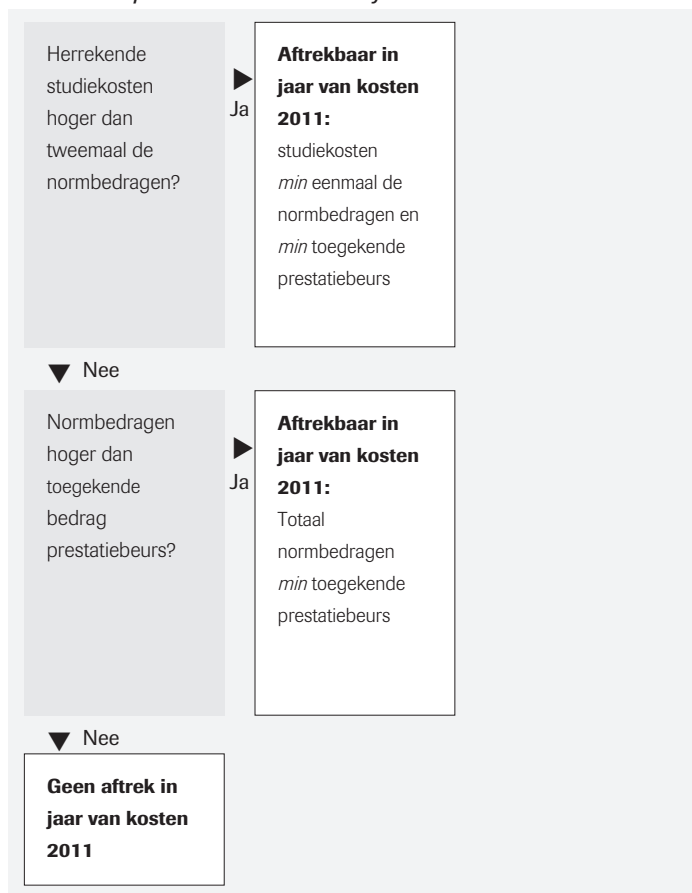 Herrekende
studiekosten
hoger dan
tweemaal de
normbedragen?
Ja
Aftrekbaar in
jaar van kosten
2011:
studiekosten
min eenmaal de
normbedragen en
min toegekende
prestatiebeurs
Nee
Normbedragen
hoger dan
toegekende
bedrag
prestatiebeurs?
Ja
Aftrekbaar in
jaar van kosten
2011:
Totaal
normbedragen
min toegekende
prestatiebeurs
Nee
Geen aftrek in
jaar van kosten
2011